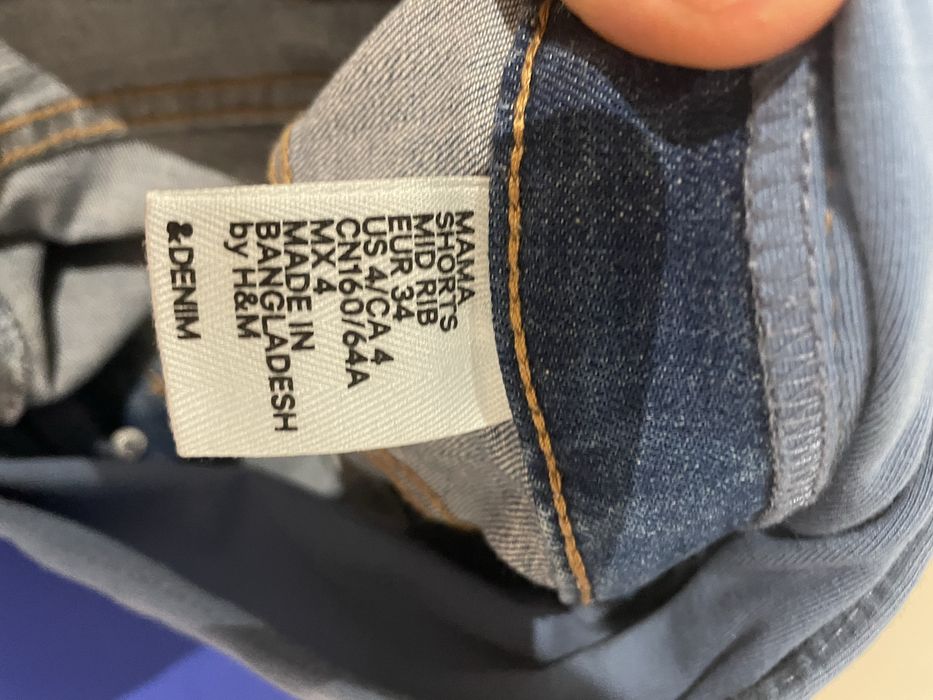 MAMA
SHORTS
MID RIB
EUR 34
US 4/CA 4
CN160/64A
MX 4
MADE IN
BANGLADESH
by H&M
&DENIM